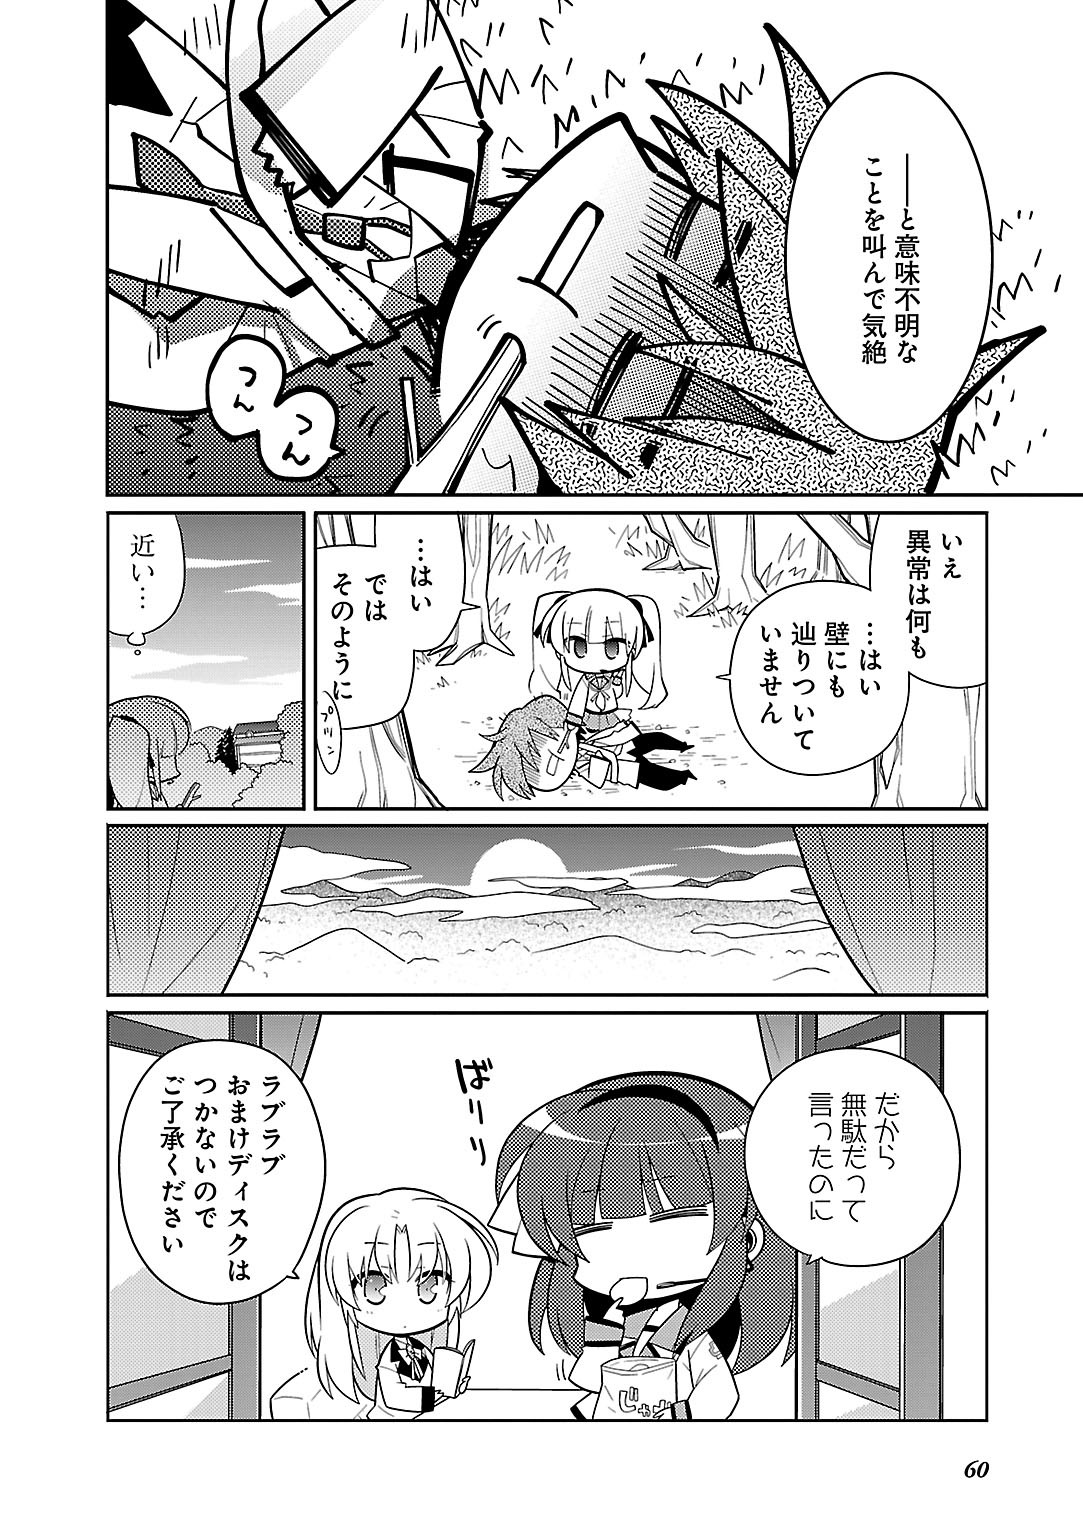 ――と意味不明な
ことを叫んで気絶
つん
つん
いえ
異常は何も
…はい
壁にも
辿りついて
いません
…はい
では
そのように
プツン
近い…。
だから
無駄だって
言ったのに
ばりり
じゃが
ラブラブ
おまけディスクは
つかないので
ご了承ください
60